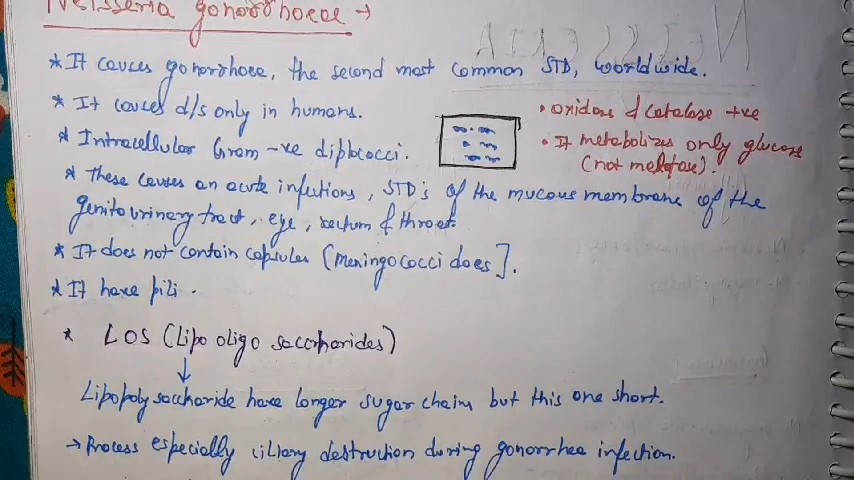 Neisseria gonorrhoeae →
* It causes gonorrhoea, the second most common STD, worldwide.
* It causes d/s only in humans.
• oxidase & catalase +ve
* Intracellular Gram -ve diplococci.
• It metabolizes only glucose
(not maltose).
* These causes an acute infections, STD's of the mucous membrane of the
genitourinary tract, eye, rectum & throat.
* It does not contain capsules [meningococci does].
* It have pili.
* LOS (Lipo oligo saccharides)
↓
Lipopolysaccharide have longer sugar chain but this one short.
→ Process especially ciliary destruction during gonorrhea infection.